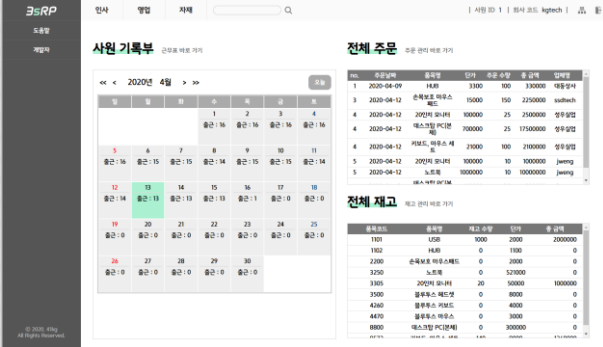 3sRP
인사 영업 자재
| 사원 ID 1 | 회사 코드 kgtech |
도움말
개발자
사원 기록부 근무표 바로 가기
<< < 2020년 4월 > >> 오늘
일 월 화 수 목 금 토
1 2 3 4
출근 : 16 출근 : 16 출근 : 16 출근 : 16
5 6 7 8 9 10 11
출근 : 16 출근 : 15 출근 : 15 출근 : 15 출근 : 14 출근 : 15 출근 : 14
12 13 14 15 16 17 18
출근 : 14 출근 : 13 출근 : 13 출근 : 13 출근 : 1 출근 : 0 출근 : 0
19 20 21 22 23 24 25
출근 : 0 출근 : 0 출근 : 0 출근 : 0 출근 : 0 출근 : 0 출근 : 0
26 27 28 29 30
출근 : 0 출근 : 0 출근 : 0 출근 : 0 출근 : 0
전체 주문 주문 관리 바로 가기
no. 주문날짜 품목명 단가 주문 수량 총 금액 업체명
1 2020-04-09 HUB 3300 100 330000 대동상사
3 2020-04-12 손목보호 마우스패드 15000 150 2250000 ssdtech
4 2020-04-12 20인치 모니터 100000 25 2500000 성우실업
4 2020-04-12 데스크탑 PC(본체) 700000 25 17500000 성우실업
4 2020-04-12 키보드, 마우스 세트 21000 100 2100000 성우실업
5 2020-04-12 20인치 모니터 100000 10 1000000 jweng
5 2020-04-12 노트북 1000000 10 10000000 jweng
데스크탑 PC(본
전체 재고 재고 관리 바로 가기
품목코드 품목명 재고 수량 단가 총 금액
1101 USB 1000 2000 2000000
1102 HUB 0 1100 0
2200 손목보호 마우스패드 0 2000 0
3250 노트북 0 521000 0
3305 20인치 모니터 20 50000 1000000
3500 블루투스 헤드셋 0 8000 0
4260 블루투스 키보드 0 4000 0
4470 블루투스 마우스 0 3000 0
8800 데스크탑 PC(본체) 0 300000 0
© 2020. 4bg
All Rights Reserved.